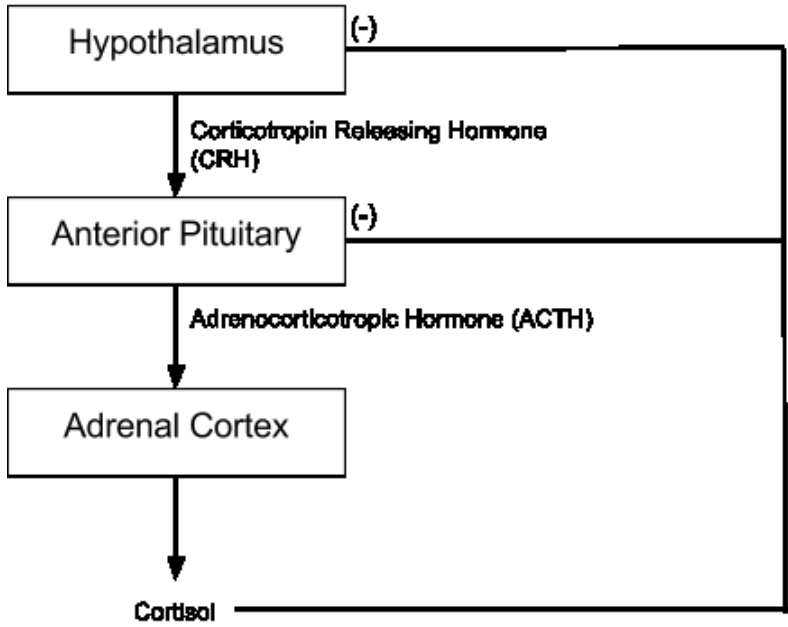 Hypothalamus
(-)
Corticotropin Releasing Hormone
(CRH)
Anterior Pituitary
(-)
Adrenocorticotropic Hormone (ACTH)
Adrenal Cortex
Cortisol